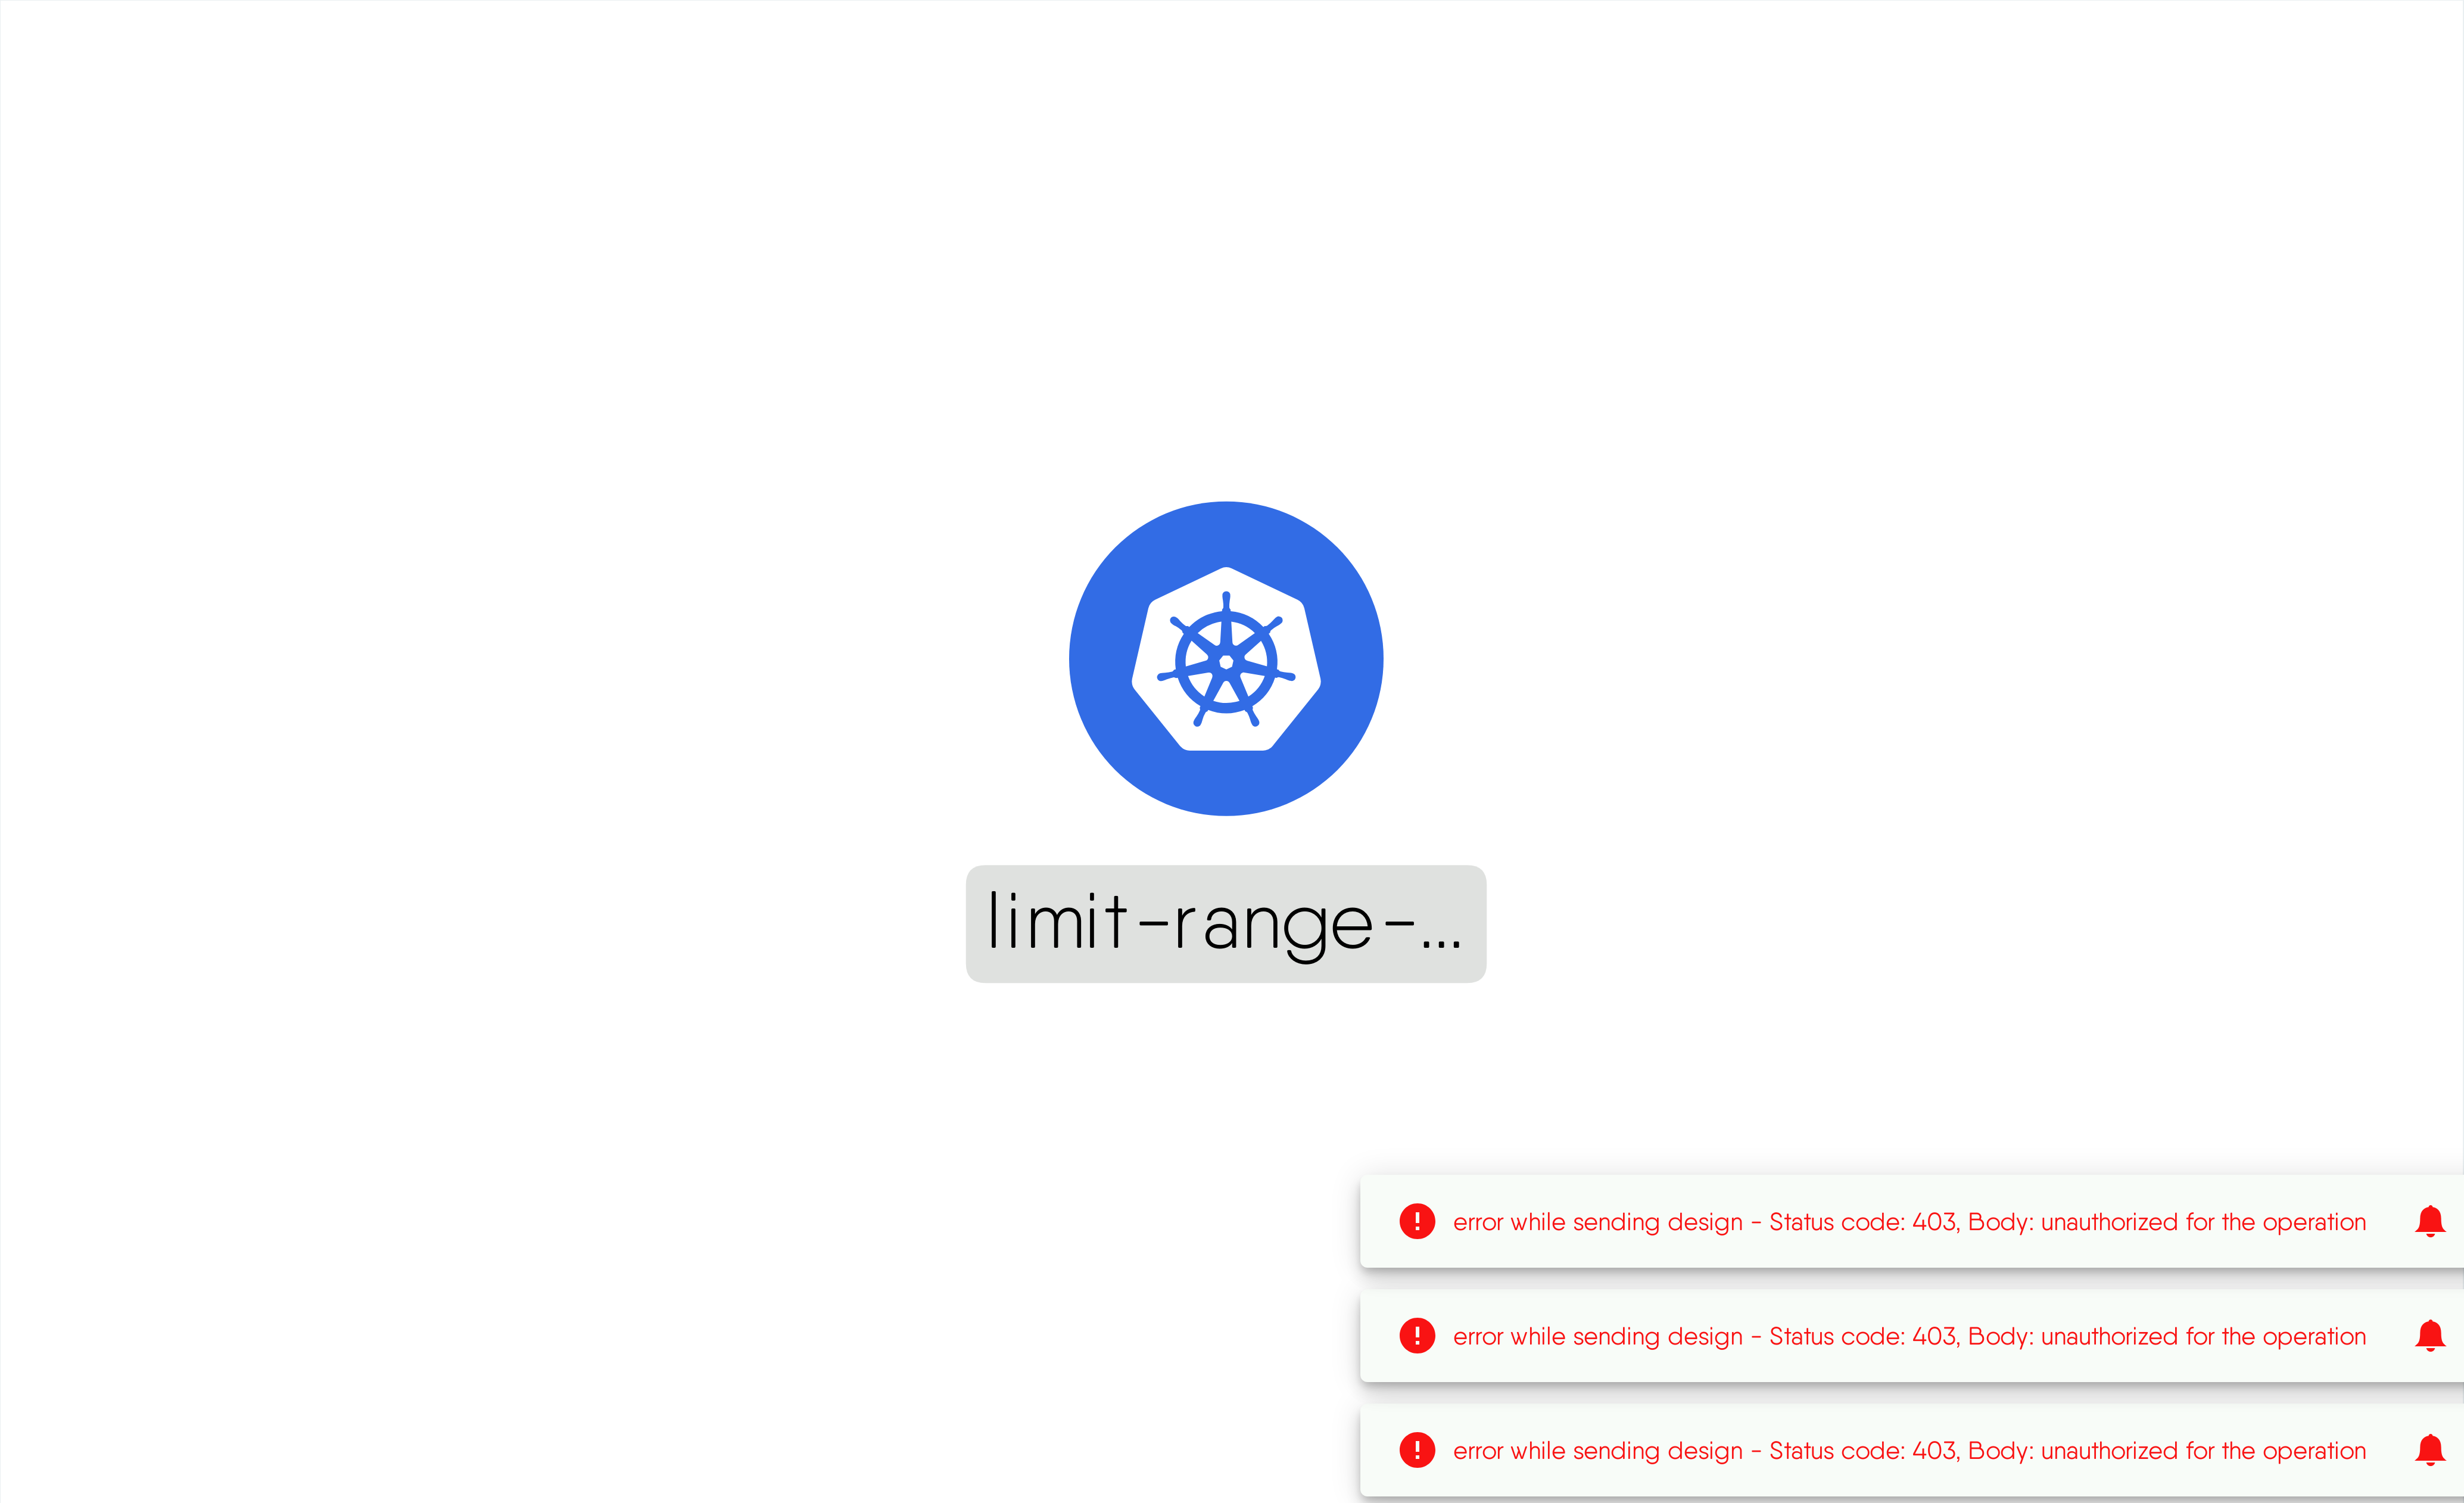 limit-range-...
error while sending design - Status code: 403, Body: unauthorized for the operation
error while sending design - Status code: 403, Body: unauthorized for the operation
error while sending design - Status code: 403, Body: unauthorized for the operation